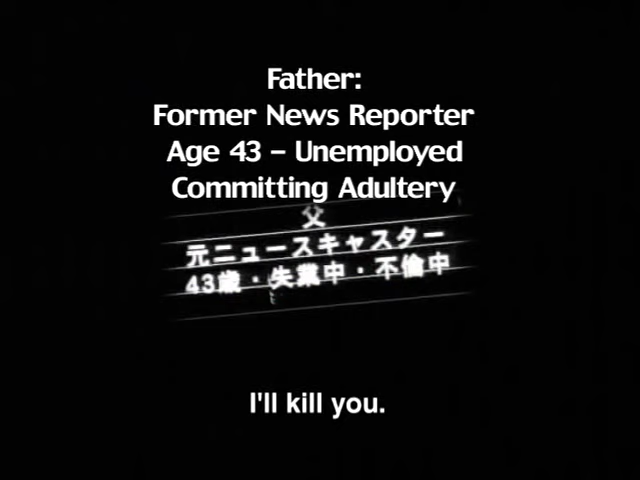 Father:
Former News Reporter
Age 43 – Unemployed
Committing Adultery
父
元ニュースキャスター
43歳・失業中・不倫中
I'll kill you.